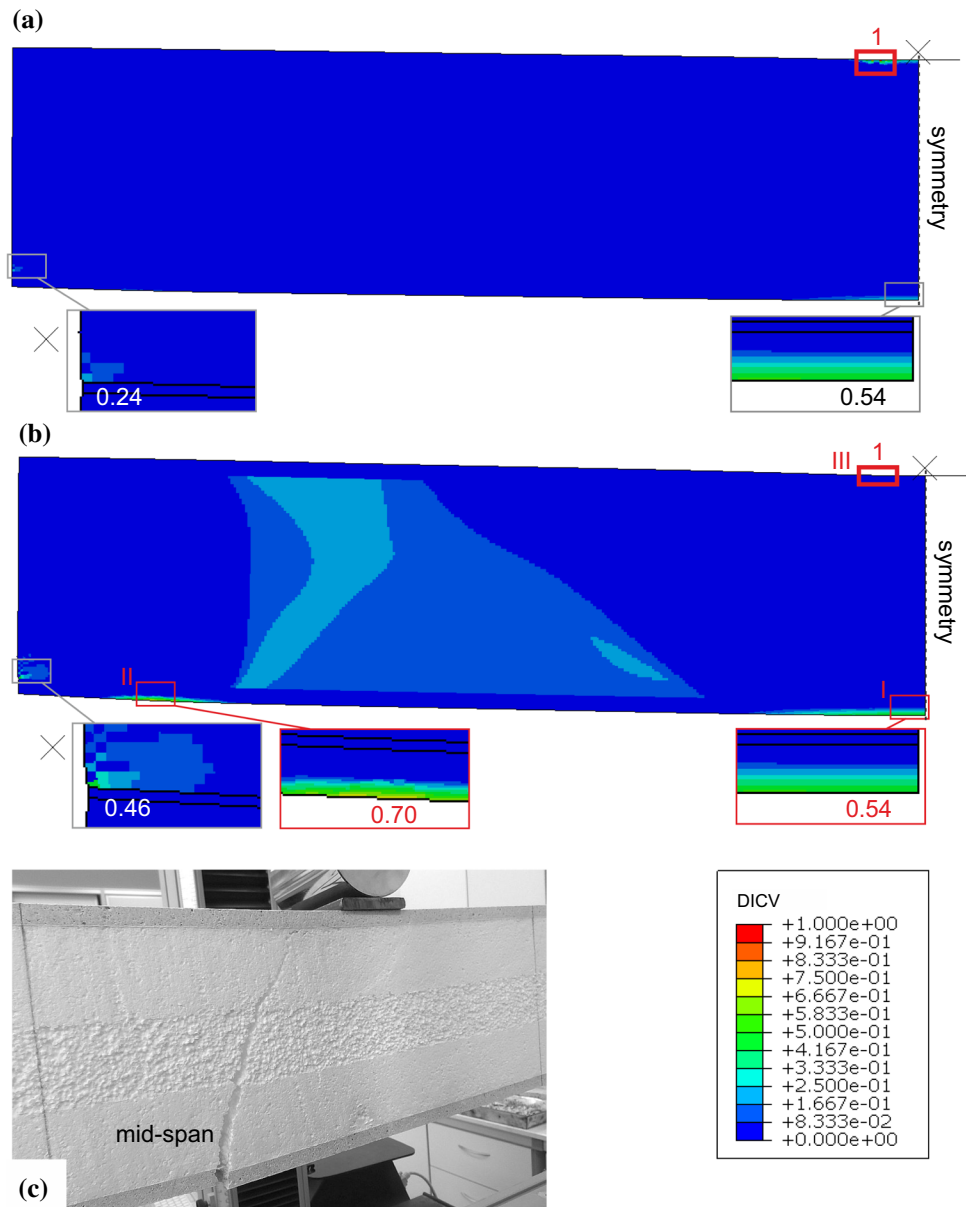 (a)
1
symmetry
0.24
0.54
(b)
III
1
symmetry
II
I
0.46
0.70
0.54
mid-span
(c)
DICV
+1.000e+00
+9.167e-01
+8.333e-01
+7.500e-01
+6.667e-01
+5.833e-01
+5.000e-01
+4.167e-01
+3.333e-01
+2.500e-01
+1.667e-01
+8.333e-02
+0.000e+00